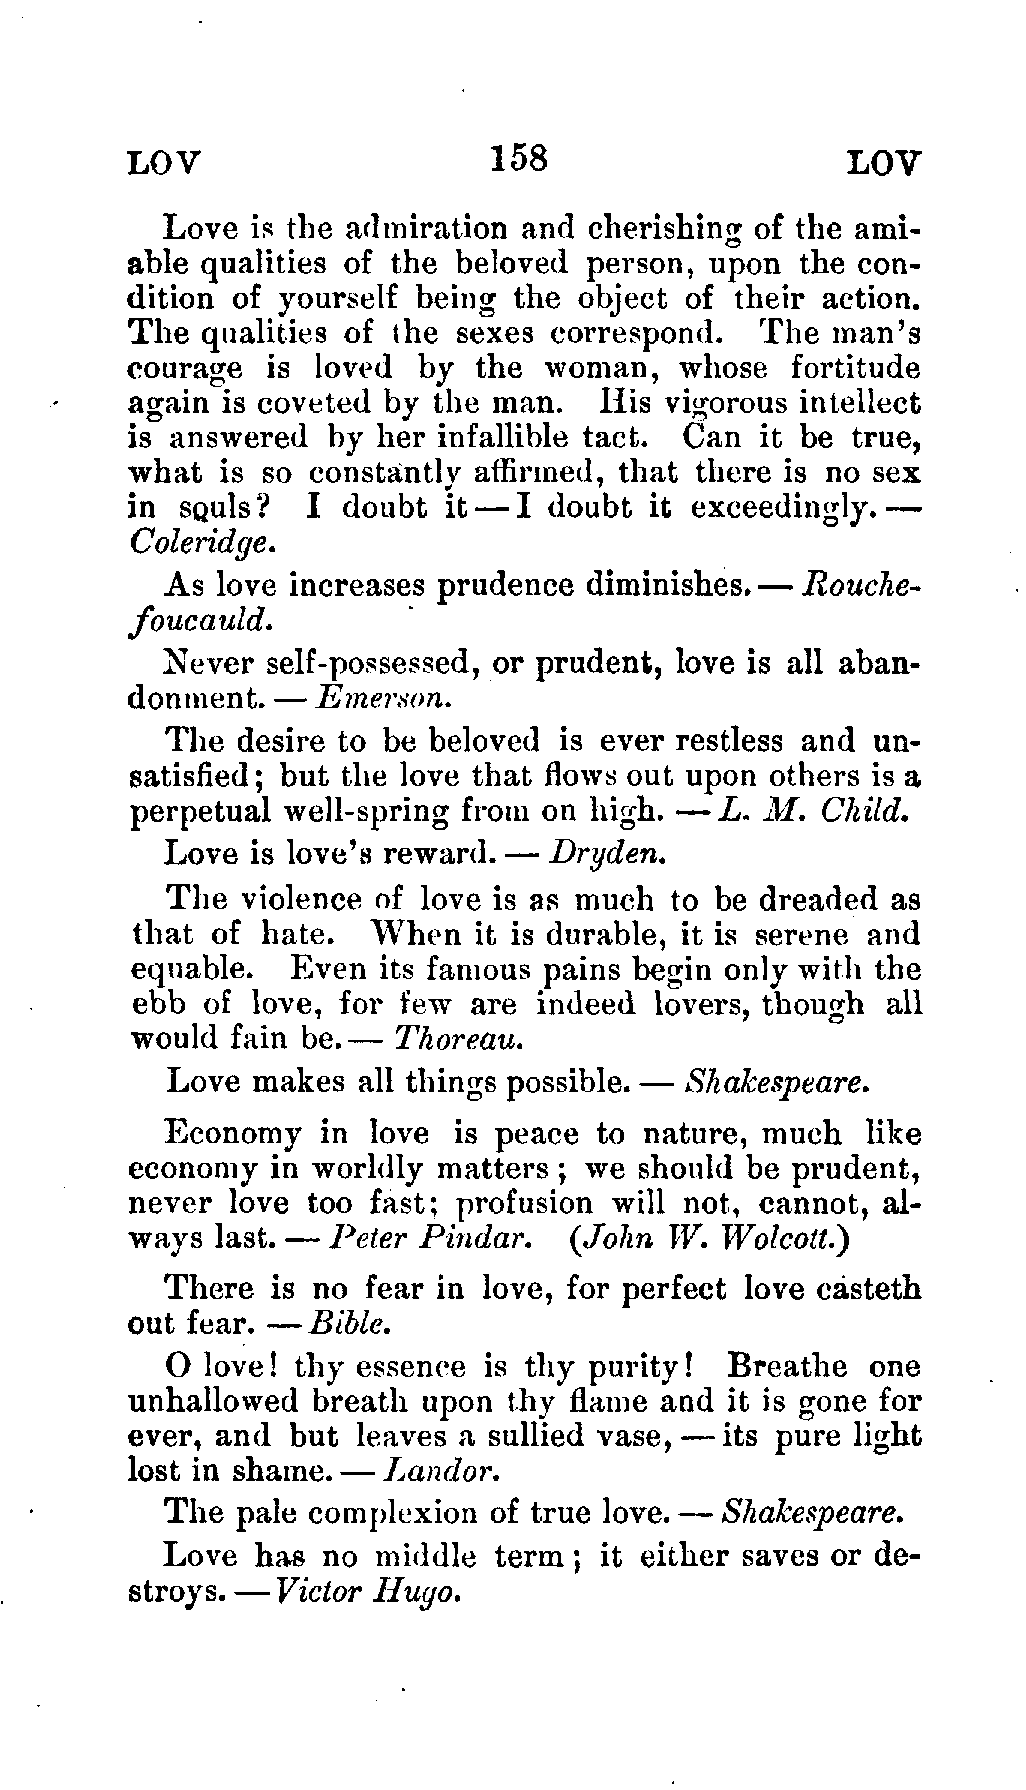 LOV 158 LOV
Love is the admiration and cherishing of the ami-
able qualities of the beloved person, upon the con-
dition of yourself being the object of their action.
The qualities of the sexes correspond. The man's
courage is loved by the woman, whose fortitude
again is coveted by the man. His vigorous intellect
is answered by her infallible tact. Can it be true,
what is so constantly affirmed, that there is no sex
in souls? I doubt it — I doubt it exceedingly. —
Coleridge.
As love increases prudence diminishes. — Rouche-
foucauld.
Never self-possessed, or prudent, love is all aban-
donment. — Emerson.
The desire to be beloved is ever restless and un-
satisfied; but the love that flows out upon others is a
perpetual well-spring from on high. — L. M. Child.
Love is love's reward. — Dryden.
The violence of love is as much to be dreaded as
that of hate. When it is durable, it is serene and
equable. Even its famous pains begin only with the
ebb of love, for few are indeed lovers, though all
would fain be. — Thoreau.
Love makes all things possible. — Shakespeare.
Economy in love is peace to nature, much like
economy in worldly matters; we should be prudent,
never love too fast; profusion will not, cannot, al-
ways last. — Peter Pindar. (John W. Wolcott.)
There is no fear in love, for perfect love casteth
out fear. — Bible.
O love! thy essence is thy purity! Breathe one
unhallowed breath upon thy flame and it is gone for
ever, and but leaves a sullied vase, — its pure light
lost in shame. — Landor.
The pale complexion of true love. — Shakespeare.
Love has no middle term; it either saves or de-
stroys. — Victor Hugo.